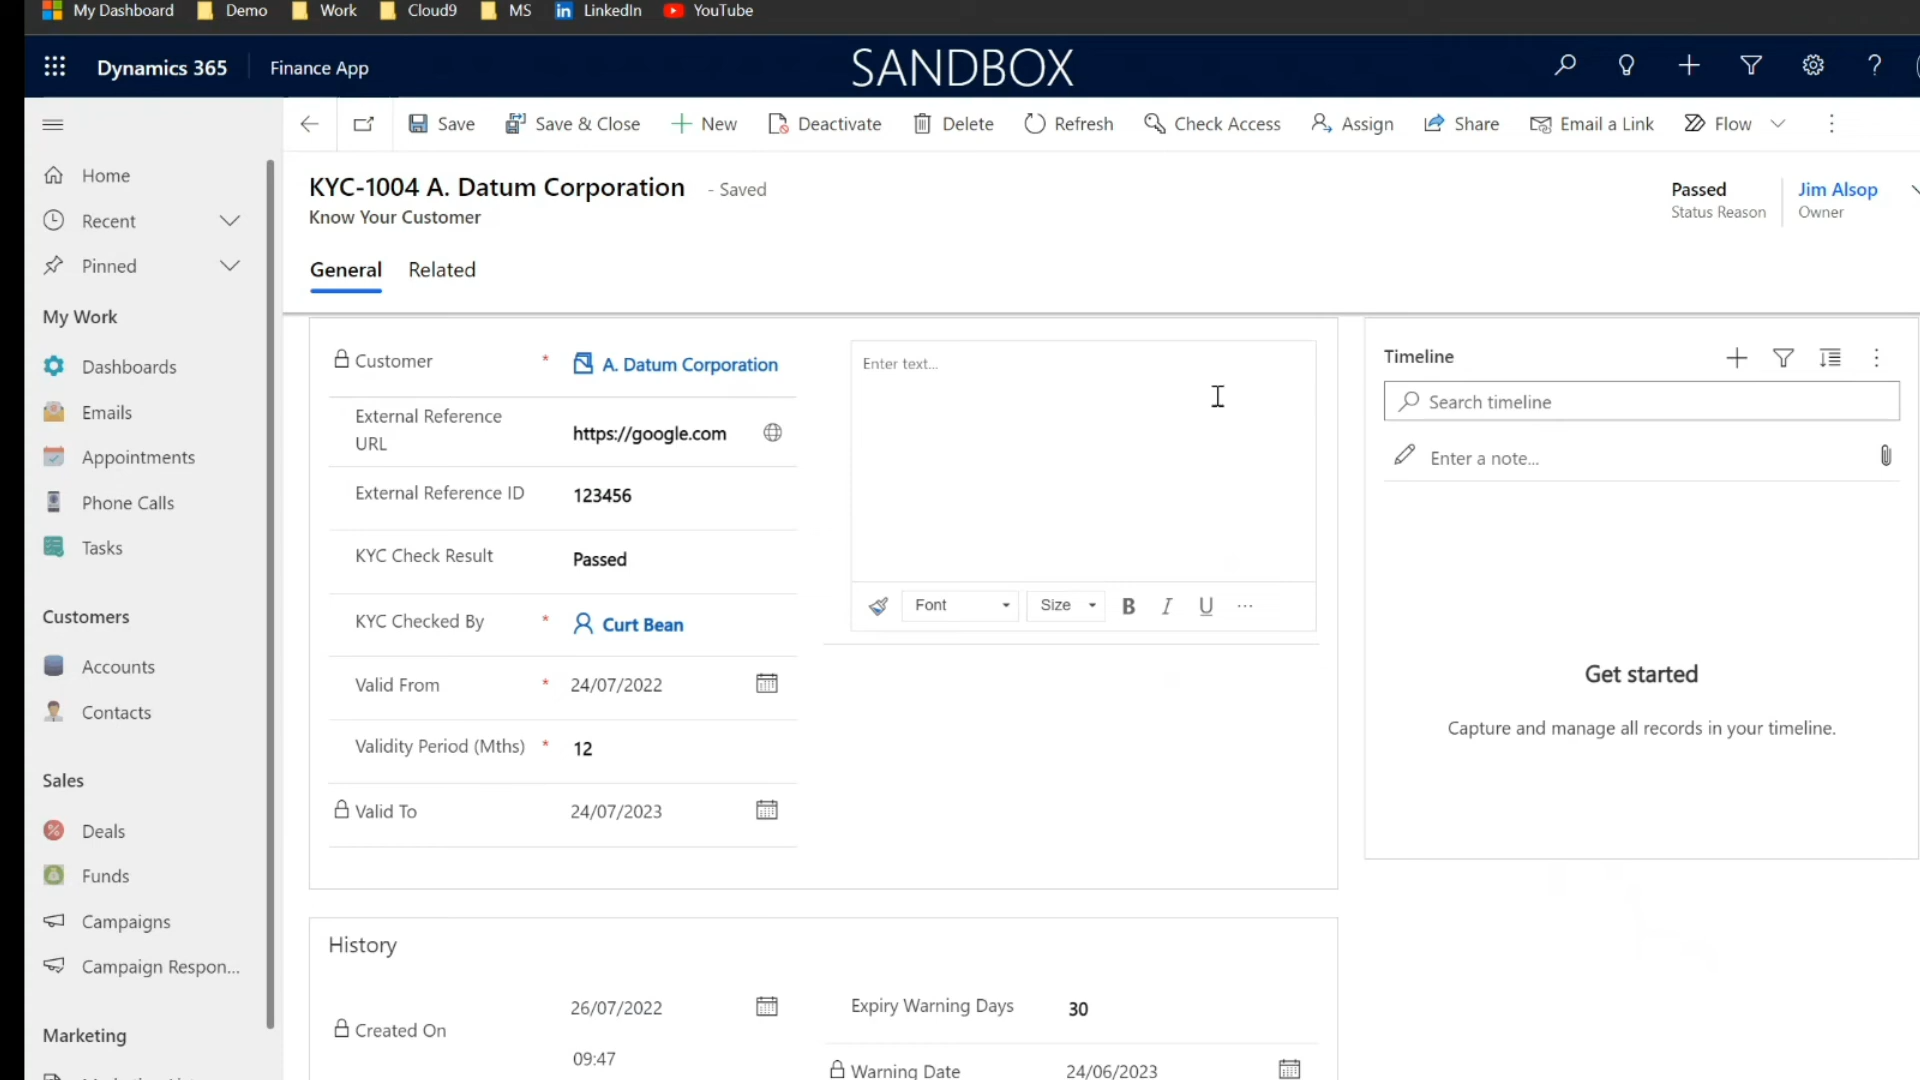 My Dashboard Demo Work Cloud9 MS LinkedIn YouTube
Dynamics 365 Finance App SANDBOX
Save Save & Close New Deactivate Delete Refresh Check Access Assign Share Email a Link Flow
Home
Recent
Pinned
My Work
Dashboards
Emails
Appointments
Phone Calls
Tasks
Customers
Accounts
Contacts
Sales
Deals
Funds
Campaigns
Campaign Respon...
Marketing
KYC-1004 A. Datum Corporation - Saved
Know Your Customer
Passed
Status Reason
Jim Alsop
Owner
General Related
Customer * A. Datum Corporation
External Reference URL https://google.com
External Reference ID 123456
KYC Check Result Passed
KYC Checked By * Curt Bean
Valid From * 24/07/2022
Validity Period (Mths) * 12
Valid To 24/07/2023
Enter text...
Font Size B I U ...
Timeline
Search timeline
Enter a note...
Get started
Capture and manage all records in your timeline.
History
Created On 26/07/2022
09:47
Expiry Warning Days 30
Warning Date 24/06/2023